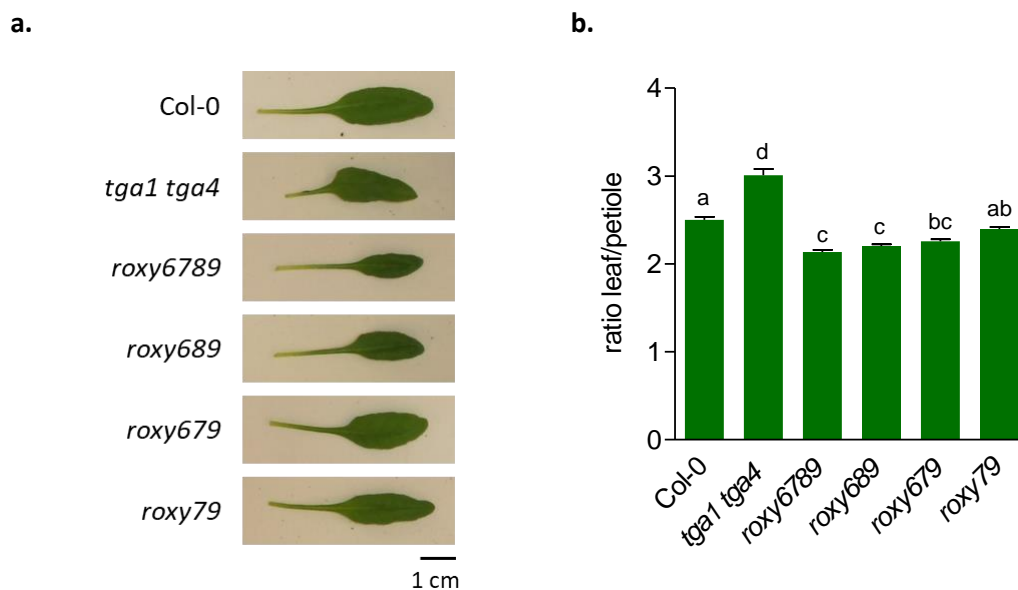 a.
Col-0
tga1 tga4
roxy6789
roxy689
roxy679
roxy79
1 cm
b.
ratio leaf/petiole
4
3
2
1
0
a
d
c
c
bc
ab
Col-0
tga1 tga4
roxy6789
roxy689
roxy679
roxy79